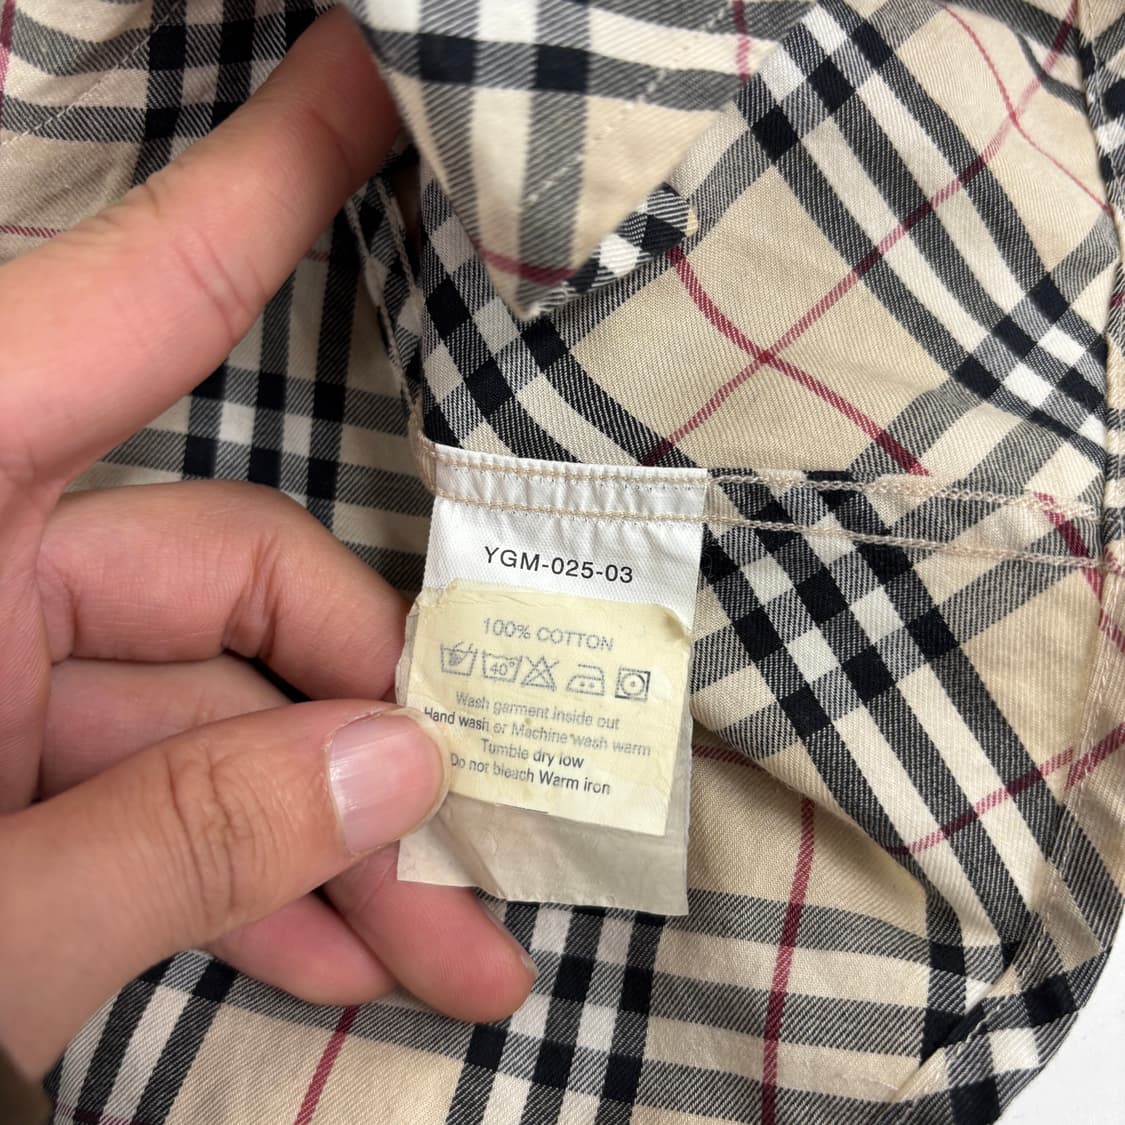 YGM-025-03
100% COTTON
40°
Wash garment inside out
Hand wash or Machine wash warm
Tumble dry low
Do not bleach Warm iron